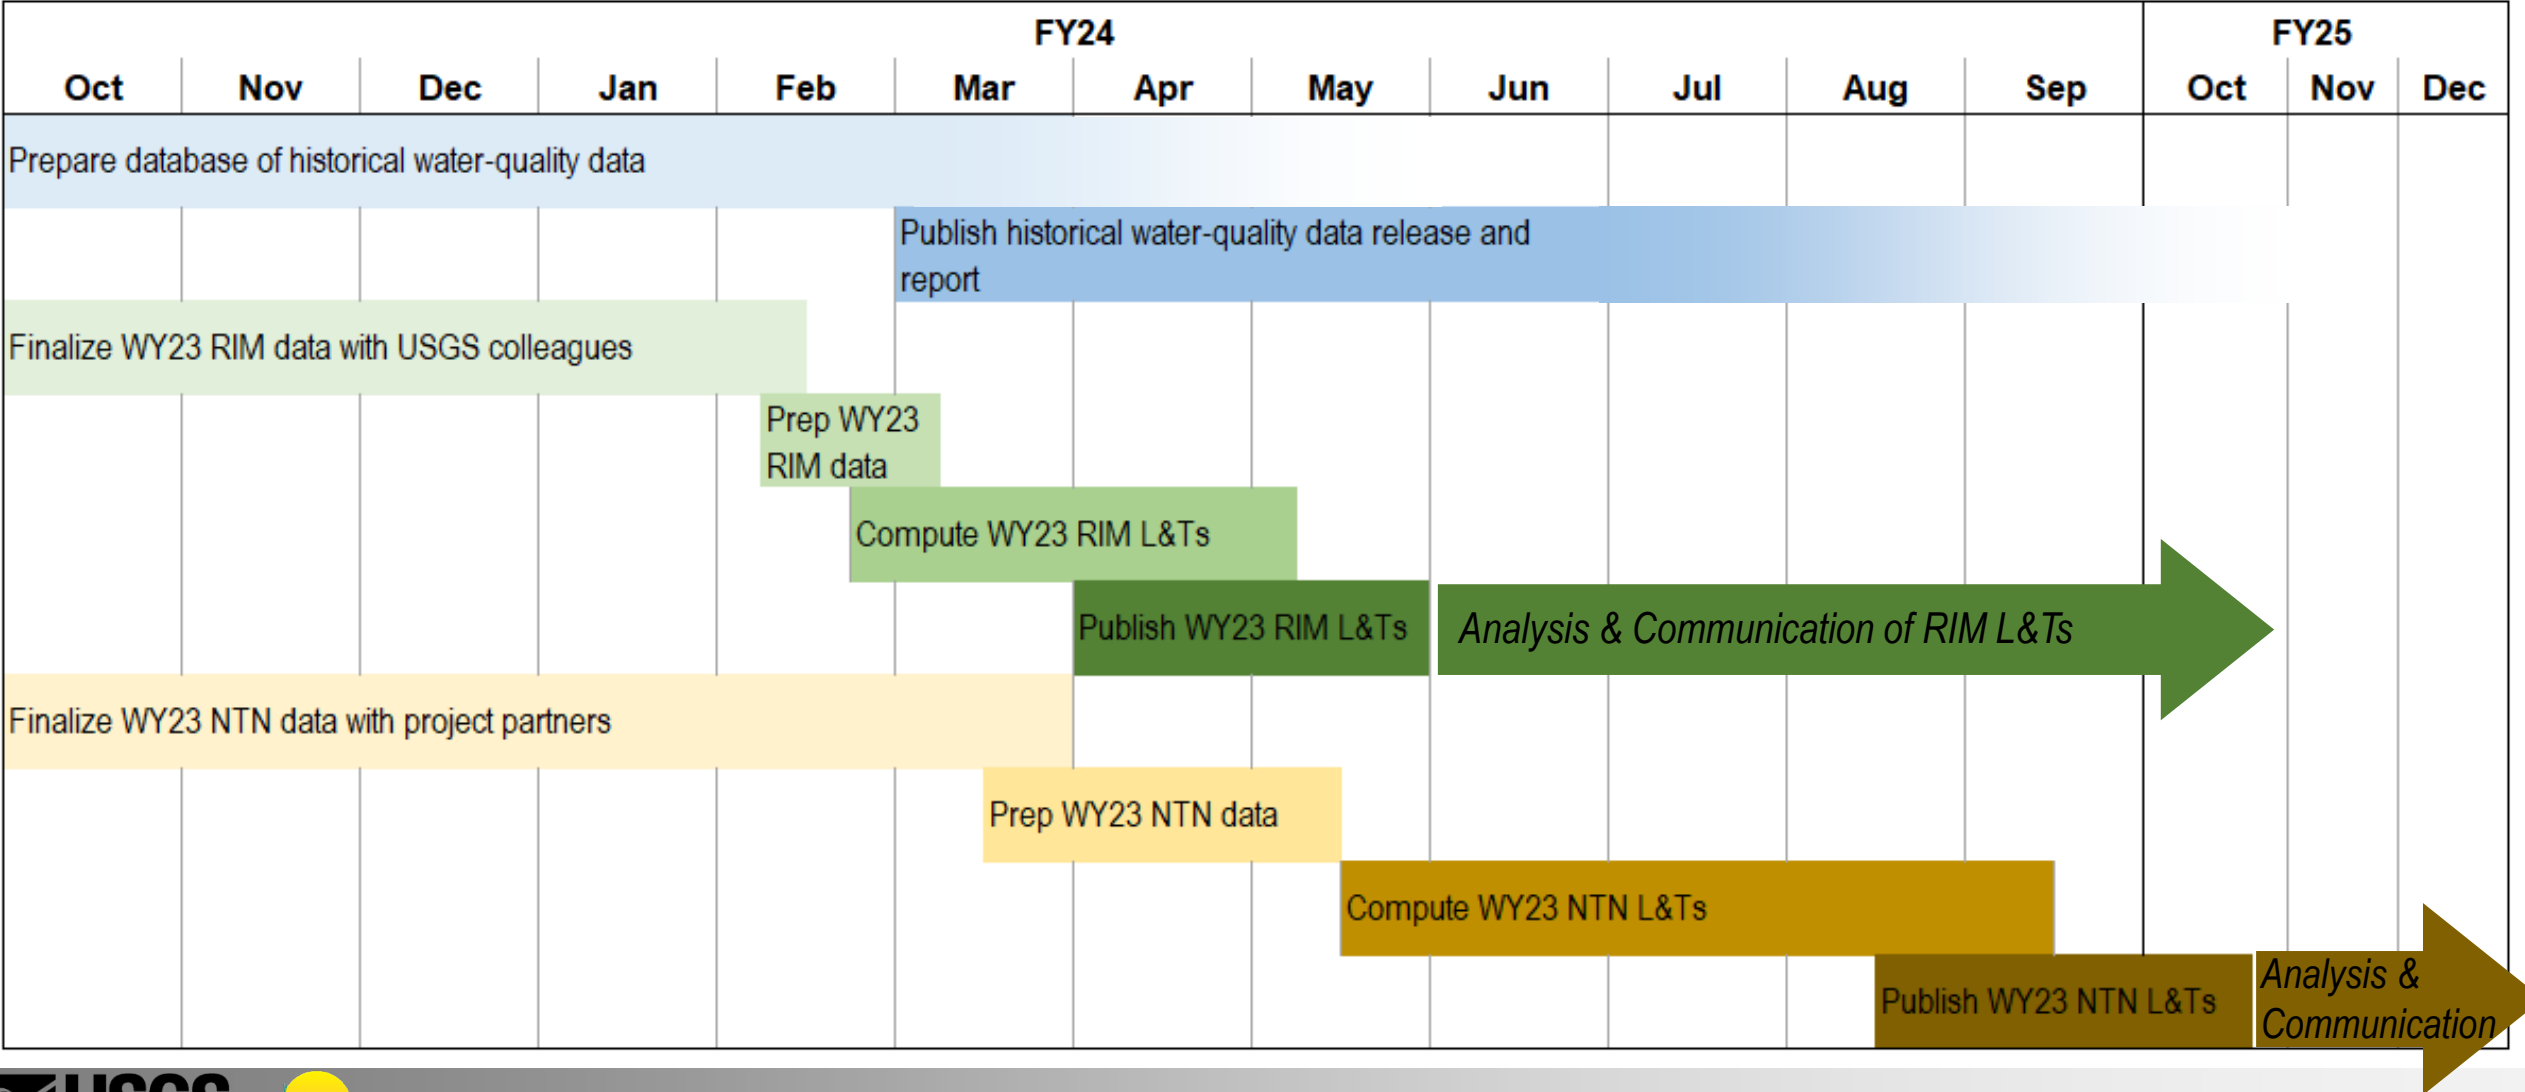 FY24 FY25
Oct Nov Dec Jan Feb Mar Apr May Jun Jul Aug Sep Oct Nov Dec
Prepare database of historical water-quality data
Publish historical water-quality data release and
report
Finalize WY23 RIM data with USGS colleagues
Prep WY23
RIM data
Compute WY23 RIM L&Ts
Publish WY23 RIM L&Ts
Analysis & Communication of RIM L&Ts
Finalize WY23 NTN data with project partners
Prep WY23 NTN data
Compute WY23 NTN L&Ts
Publish WY23 NTN L&Ts
Analysis &
Communication
USGS